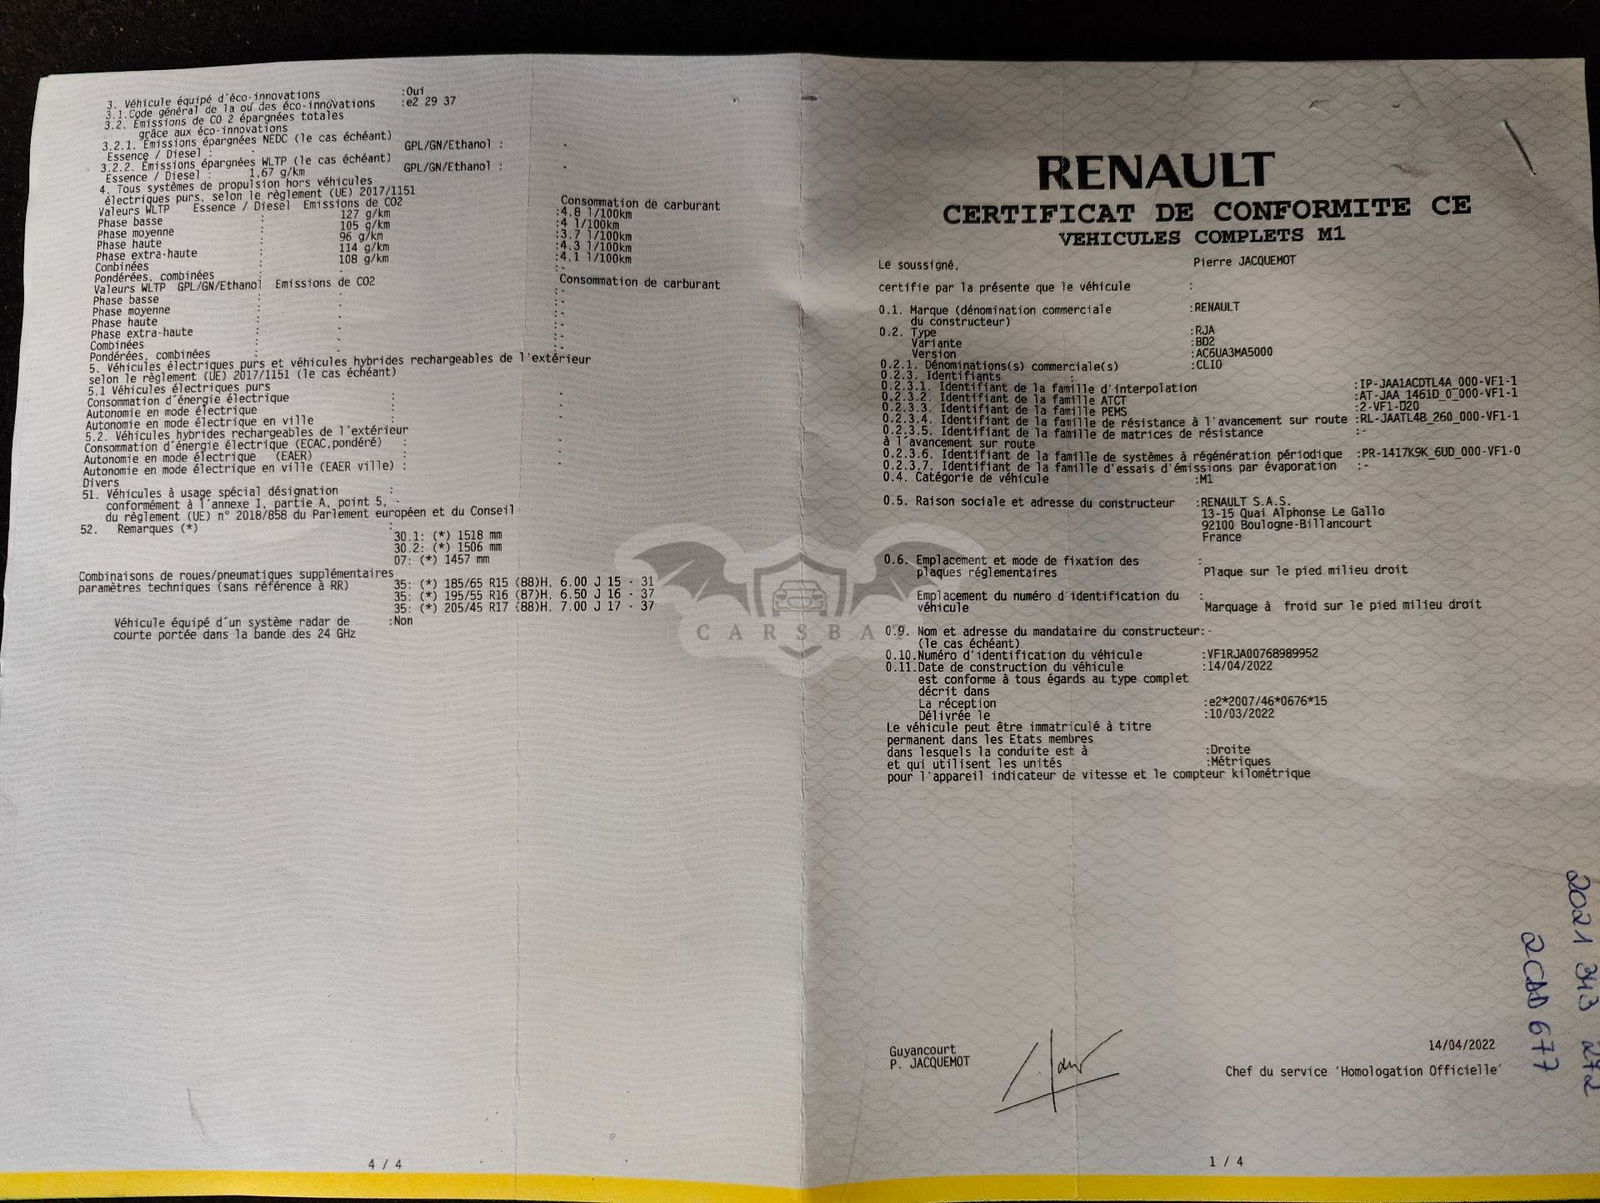 3. Véhicule équipé d'éco-innovations :Oui
3.1.Code général de la ou des éco-innovations :e2 29 37
3.2. Emissions de CO 2 épargnées totales
grâce aux éco-innovations
3.2.1. Emissions épargnées NEDC (le cas échéant)
Essence / Diesel : - GPL/GN/Ethanol : -
3.2.2. Emissions épargnées WLTP (le cas échéant)
Essence / Diesel : 1.67 g/km GPL/GN/Ethanol : -
4. Tous systèmes de propulsion hors véhicules
électriques purs, selon le règlement (UE) 2017/1151
Valeurs WLTP Essence / Diesel Emissions de CO2 Consommation de carburant
Phase basse : 127 g/km :4.8 l/100km
Phase moyenne : 105 g/km :4 l/100km
Phase haute : 96 g/km :3.7 l/100km
Phase extra-haute : 114 g/km :4.3 l/100km
Combinées : 108 g/km :4.1 l/100km
Pondérées, combinées : - :-
Valeurs WLTP GPL/GN/Ethanol Emissions de CO2 Consommation de carburant
Phase basse : - :-
Phase moyenne : - :-
Phase haute : - :-
Phase extra-haute : - :-
Combinées : - :-
Pondérées, combinées : - :-
5. Véhicules électriques purs et véhicules hybrides rechargeables de l'extérieur
selon le règlement (UE) 2017/1151 (le cas échéant)
5.1 Véhicules électriques purs
Consommation d'énergie électrique : -
Autonomie en mode électrique : -
Autonomie en mode électrique en ville : -
5.2. Véhicules hybrides rechargeables de l'extérieur
Consommation d'énergie électrique (ECAC,pondéré) : -
Autonomie en mode électrique (EAER) : -
Autonomie en mode électrique en ville (EAER ville) : -
Divers
51. Véhicules à usage spécial désignation :
conformément à l'annexe I, partie A, point 5, -
du règlement (UE) n° 2018/858 du Parlement européen et du Conseil
52. Remarques (*) :
30.1: (*) 1518 mm
30.2: (*) 1506 mm
07: (*) 1457 mm
Combinaisons de roues/pneumatiques supplémentaires
paramètres techniques (sans référence à RR)
35: (*) 185/65 R15 (88)H, 6.00 J 15 - 31
35: (*) 195/55 R16 (87)H, 6.50 J 16 - 37
35: (*) 205/45 R17 (88)H, 7.00 J 17 - 37
Véhicule équipé d'un système radar de :Non
courte portée dans la bande des 24 GHz
4 / 4
CARSBA
RENAULT
CERTIFICAT DE CONFORMITE CE
VEHICULES COMPLETS M1
Le soussigné, Pierre JACQUEMOT
certifie par la présente que le véhicule :
0.1. Marque (dénomination commerciale :RENAULT
du constructeur)
0.2. Type :RJA
Variante :BD2
Version :AC6UA3MA5000
0.2.1. Dénominations(s) commerciale(s) :CLIO
0.2.3. Identifiants
0.2.3.1. Identifiant de la famille d'interpolation :IP-JAA1ACDTL4A_000-VF1-1
0.2.3.2. Identifiant de la famille ATCT :AT-JAA_1461D_0_000-VF1-1
0.2.3.3. Identifiant de la famille PEMS :2-VF1-D20
0.2.3.4. Identifiant de la famille de résistance à l'avancement sur route :RL-JAATL4B_260_000-VF1-1
0.2.3.5. Identifiant de la famille de matrices de résistance :-
à l'avancement sur route
0.2.3.6. Identifiant de la famille de systèmes à régénération périodique :PR-1417K9K_6UD_000-VF1-0
0.2.3.7. Identifiant de la famille d'essais d'émissions par évaporation :-
0.4. Catégorie de véhicule :M1
0.5. Raison sociale et adresse du constructeur :RENAULT S.A.S.
13-15 Quai Alphonse Le Gallo
92100 Boulogne-Billancourt
France
0.6. Emplacement et mode de fixation des :
plaques réglementaires Plaque sur le pied milieu droit
Emplacement du numéro d'identification du :
véhicule Marquage à froid sur le pied milieu droit
0.9. Nom et adresse du mandataire du constructeur:-
(le cas échéant)
0.10.Numéro d'identification du véhicule :VF1RJA00768989952
0.11.Date de construction du véhicule :14/04/2022
est conforme à tous égards au type complet
décrit dans
La réception :e2*2007/46*0676*15
Délivrée le :10/03/2022
Le véhicule peut être immatriculé à titre
permanent dans les Etats membres
dans lesquels la conduite est à :Droite
et qui utilisent les unités :Métriques
pour l'appareil indicateur de vitesse et le compteur kilométrique
2021 343 272
Guyancourt 14/04/2022
P. JACQUEMOT
Chef du service 'Homologation Officielle'
1 / 4